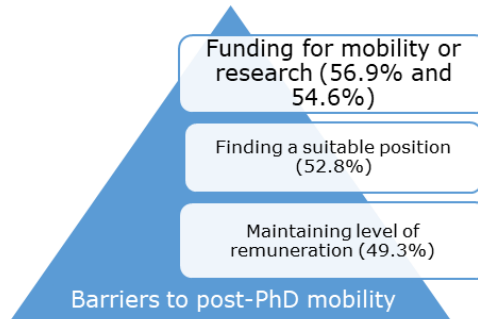 Funding for mobility or
research (56.9% and
54.6%)
Finding a suitable position
(52.8%)
Maintaining level of
remuneration (49.3%)
Barriers to post-PhD mobility